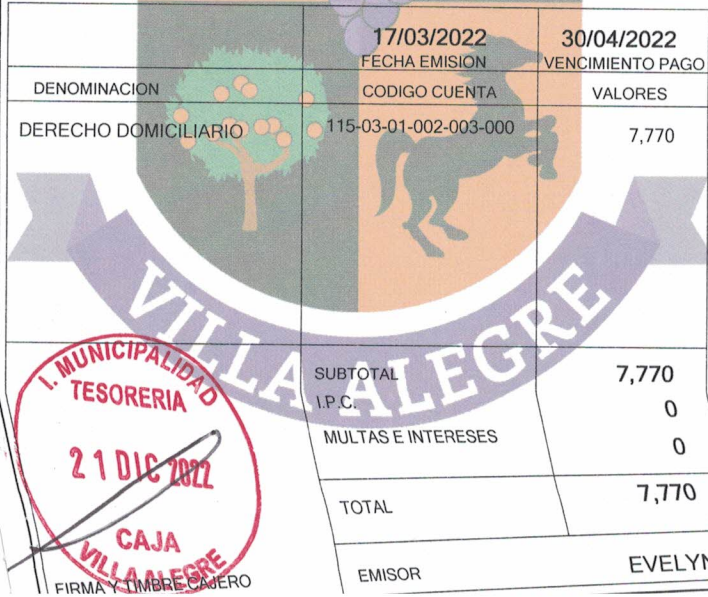 17/03/2022 30/04/2022
FECHA EMISION VENCIMIENTO PAGO
DENOMINACION CODIGO CUENTA VALORES
DERECHO DOMICILIARIO 115-03-01-002-003-000 7,770
VILLA ALEGRE
SUBTOTAL 7,770
I.P.C. 0
MULTAS E INTERESES 0
TOTAL 7,770
EMISOR EVELYN
I. MUNICIPALIDAD
TESORERIA
21 DIC 2022
CAJA
VILLA ALEGRE
FIRMA Y TIMBRE CAJERO